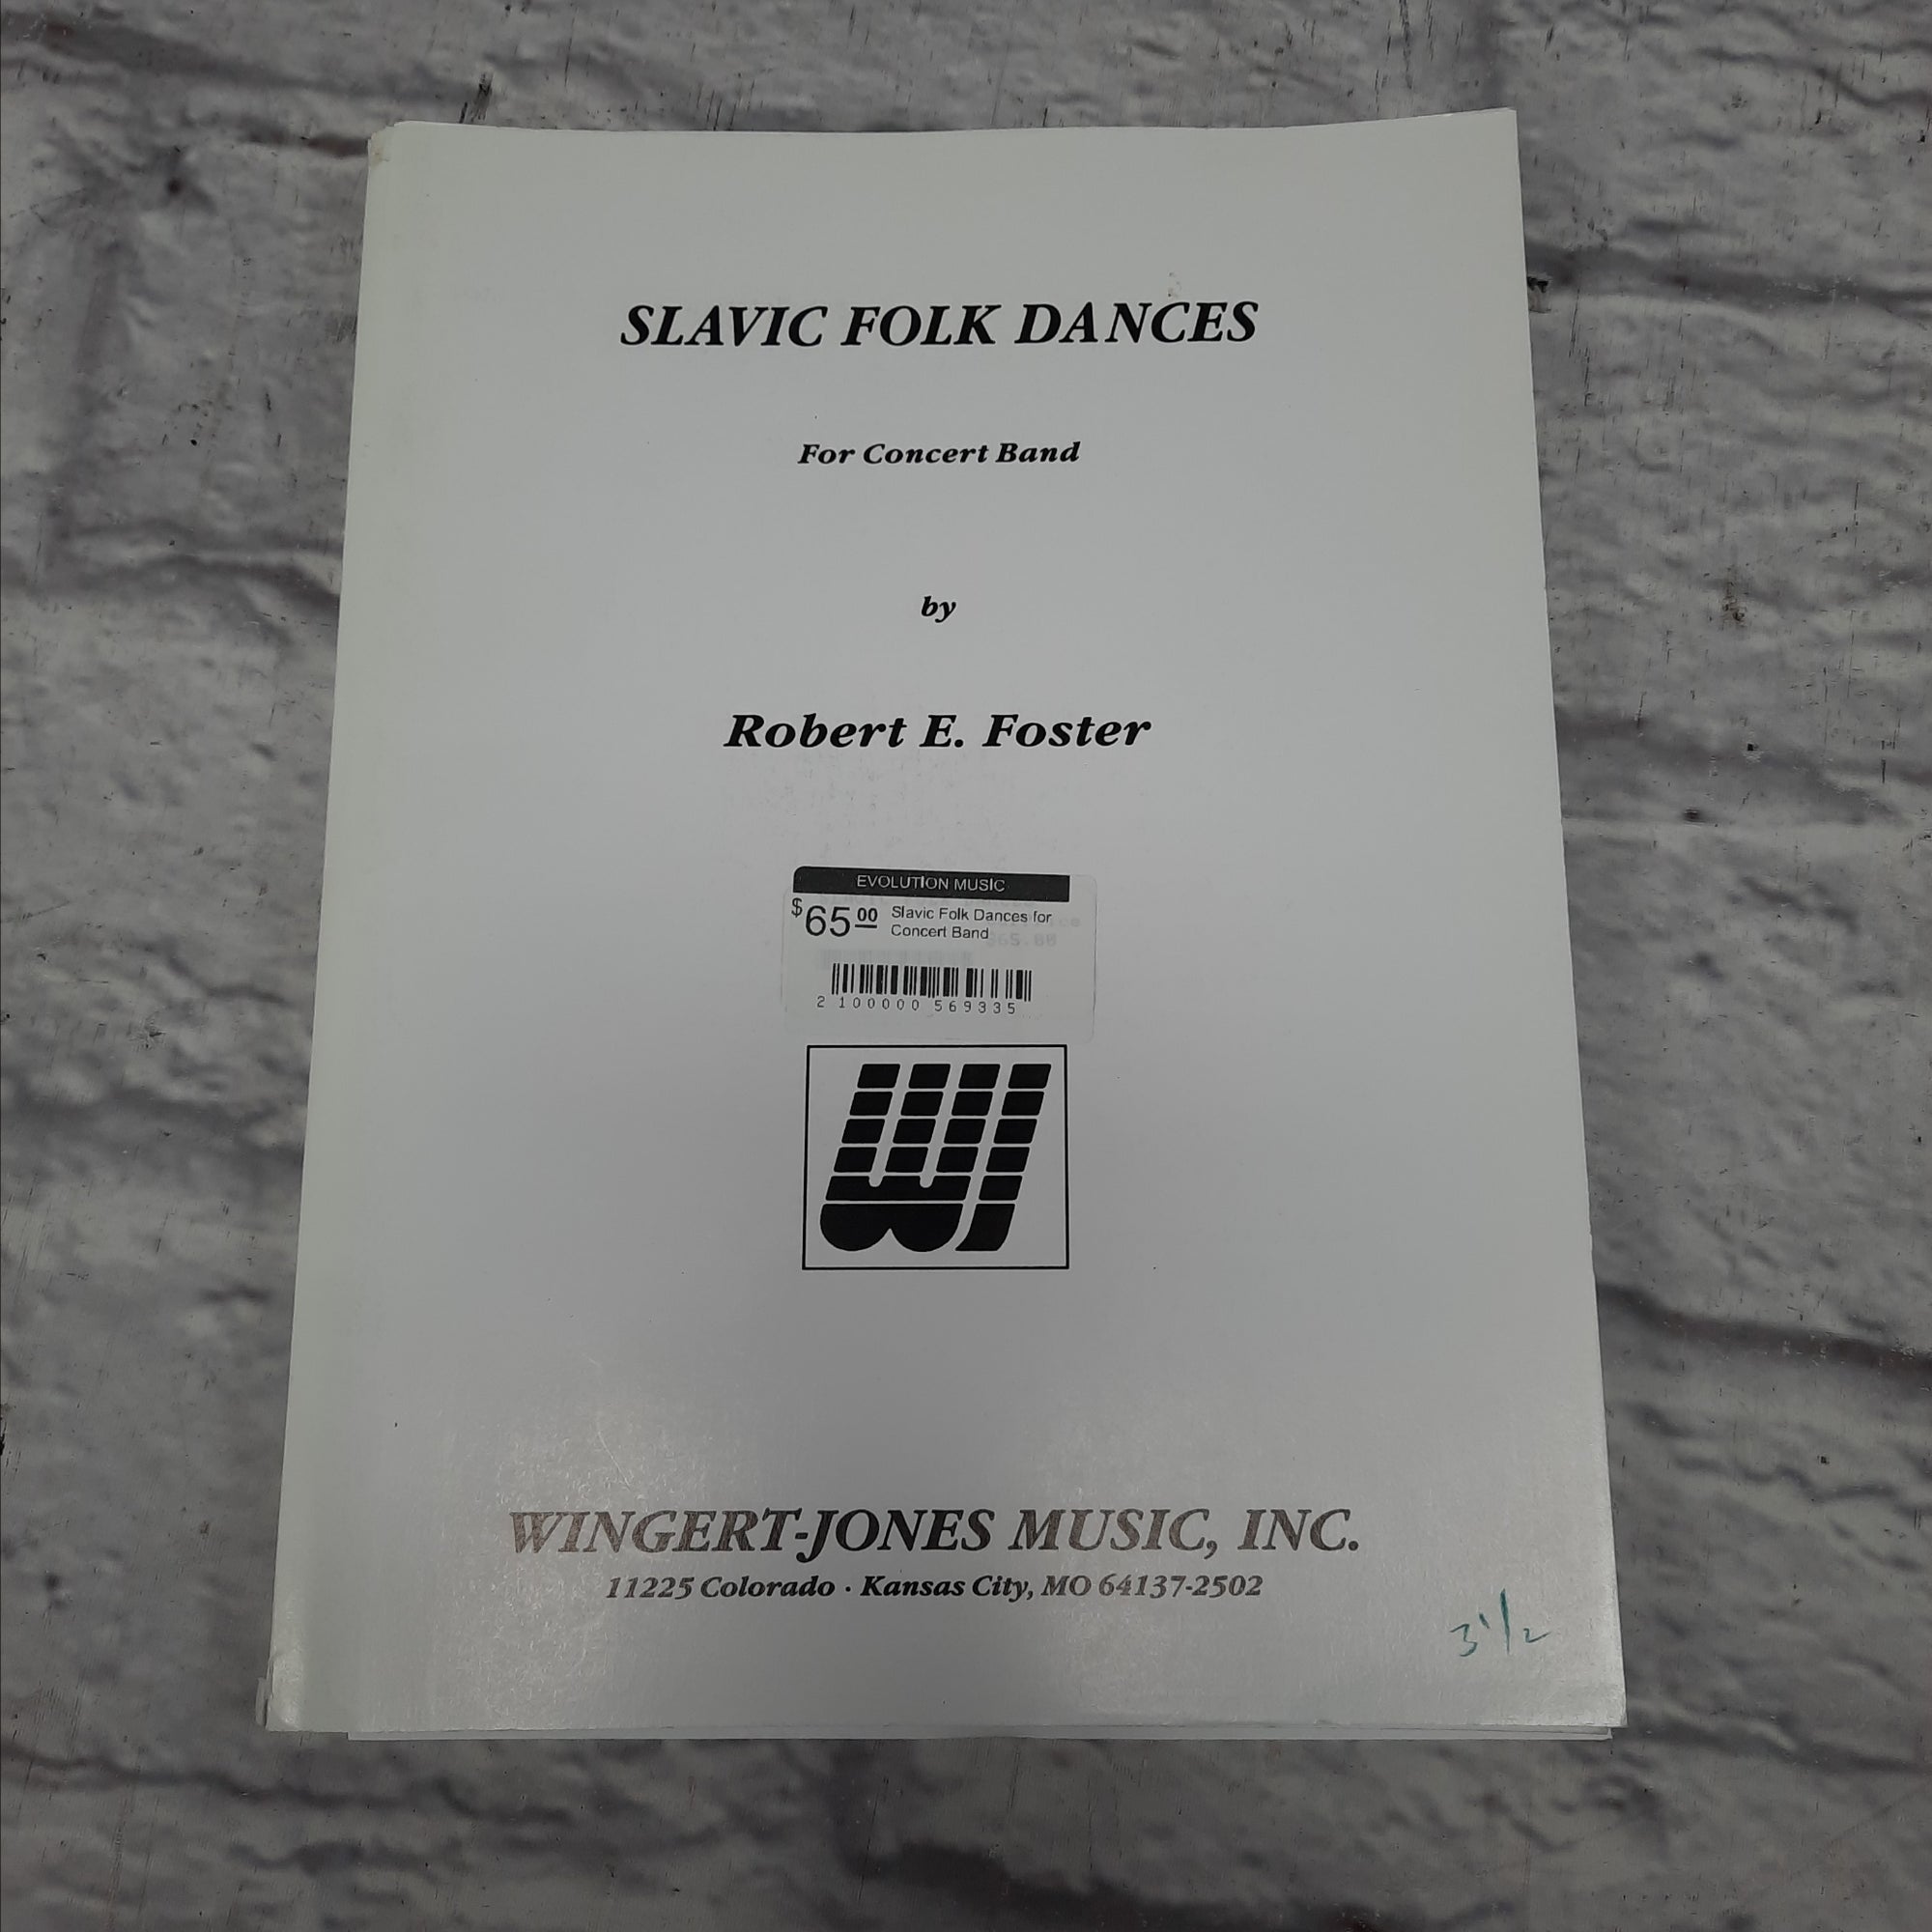 SLAVIC FOLK DANCES
For Concert Band
by
Robert E. Foster
EVOLUTION MUSIC
$65.00 Slavic Folk Dances for
Concert Band
2 100000 569335
WJ
WINGERT-JONES MUSIC, INC.
11225 Colorado · Kansas City, MO 64137-2502
3 1/2